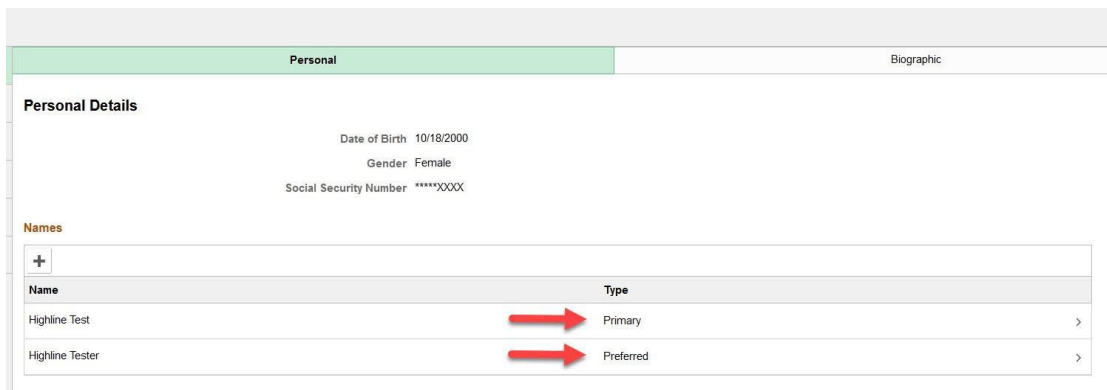 Personal Biographic
Personal Details
Date of Birth 10/18/2000
Gender Female
Social Security Number *****XXXX
Names
+
Name Type
Highline Test Primary >
Highline Tester Preferred >